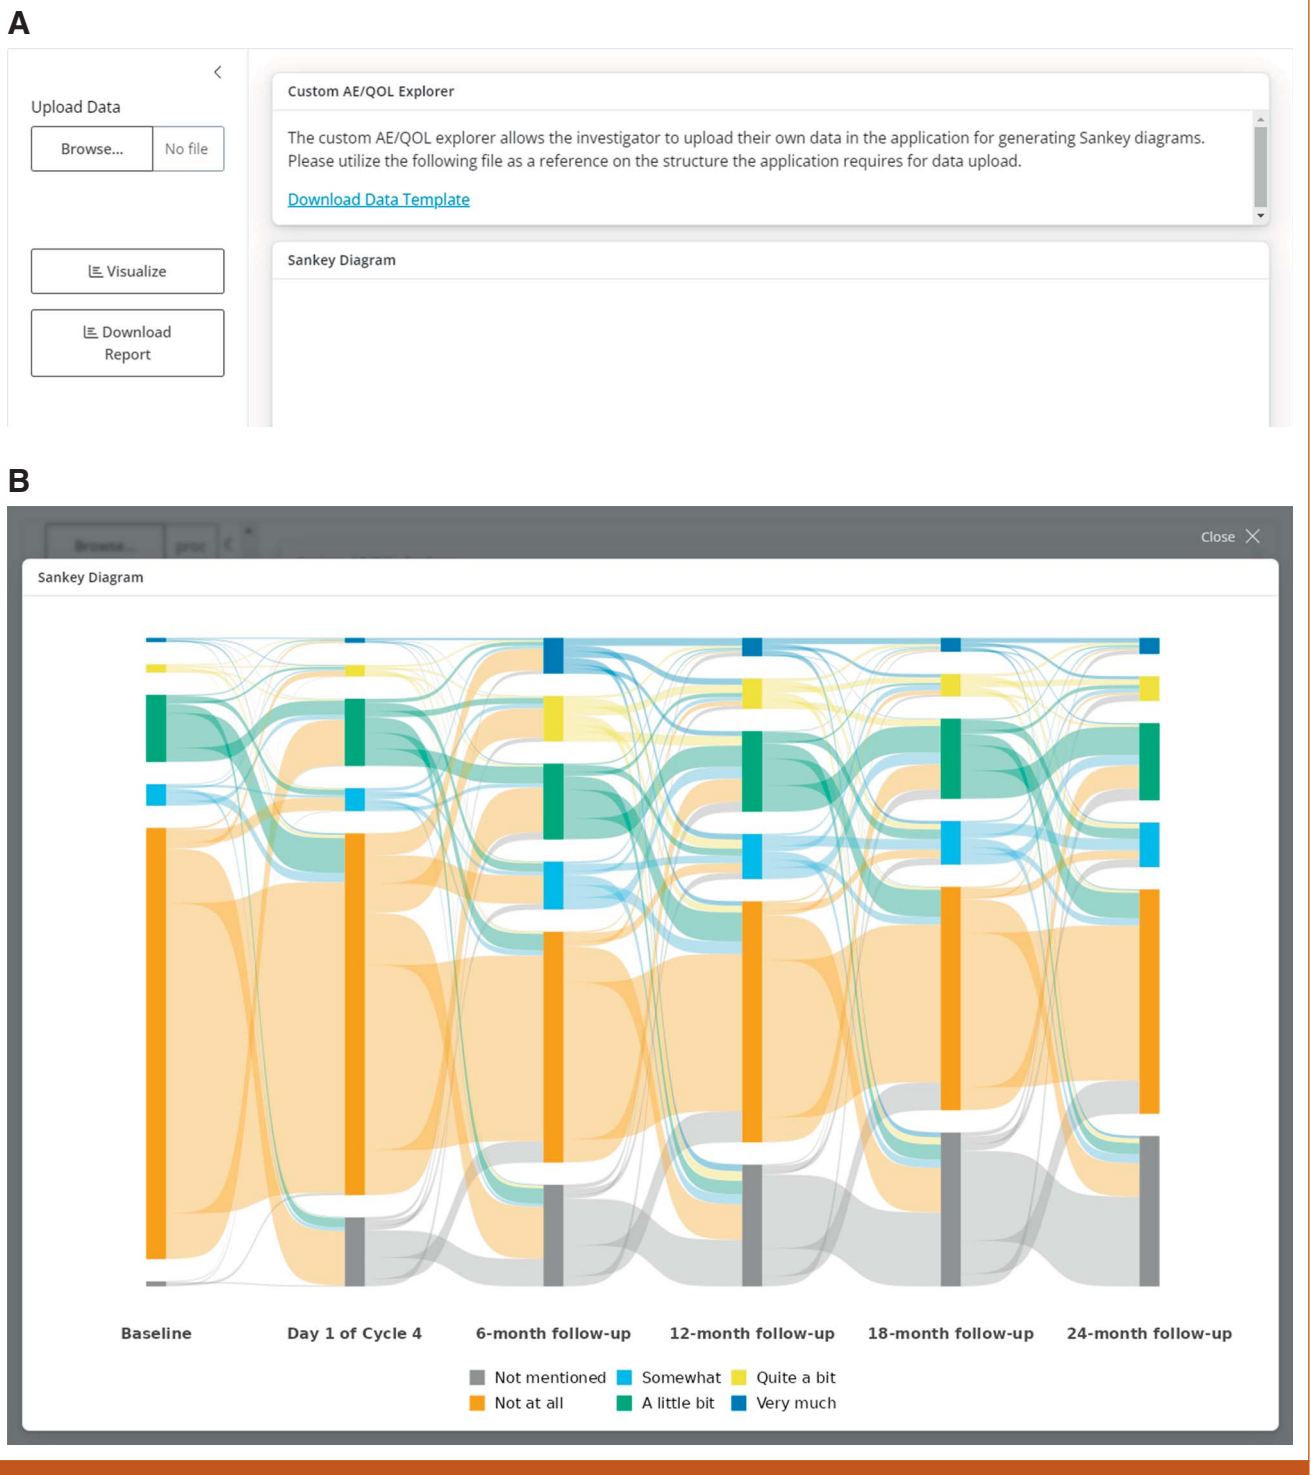 A
Upload Data
Browse...
No file
Visualize
Download
Report
Custom AE/QOL Explorer
The custom AE/QOL explorer allows the investigator to upload their own data in the application for generating Sankey diagrams.
Please utilize the following file as a reference on the structure the application requires for data upload.
Download Data Template
Sankey Diagram
B
Browse...
proc
Close
Sankey Diagram
Baseline
Day 1 of Cycle 4
6-month follow-up
12-month follow-up
18-month follow-up
24-month follow-up
Not mentioned
Somewhat
Quite a bit
Not at all
A little bit
Very much